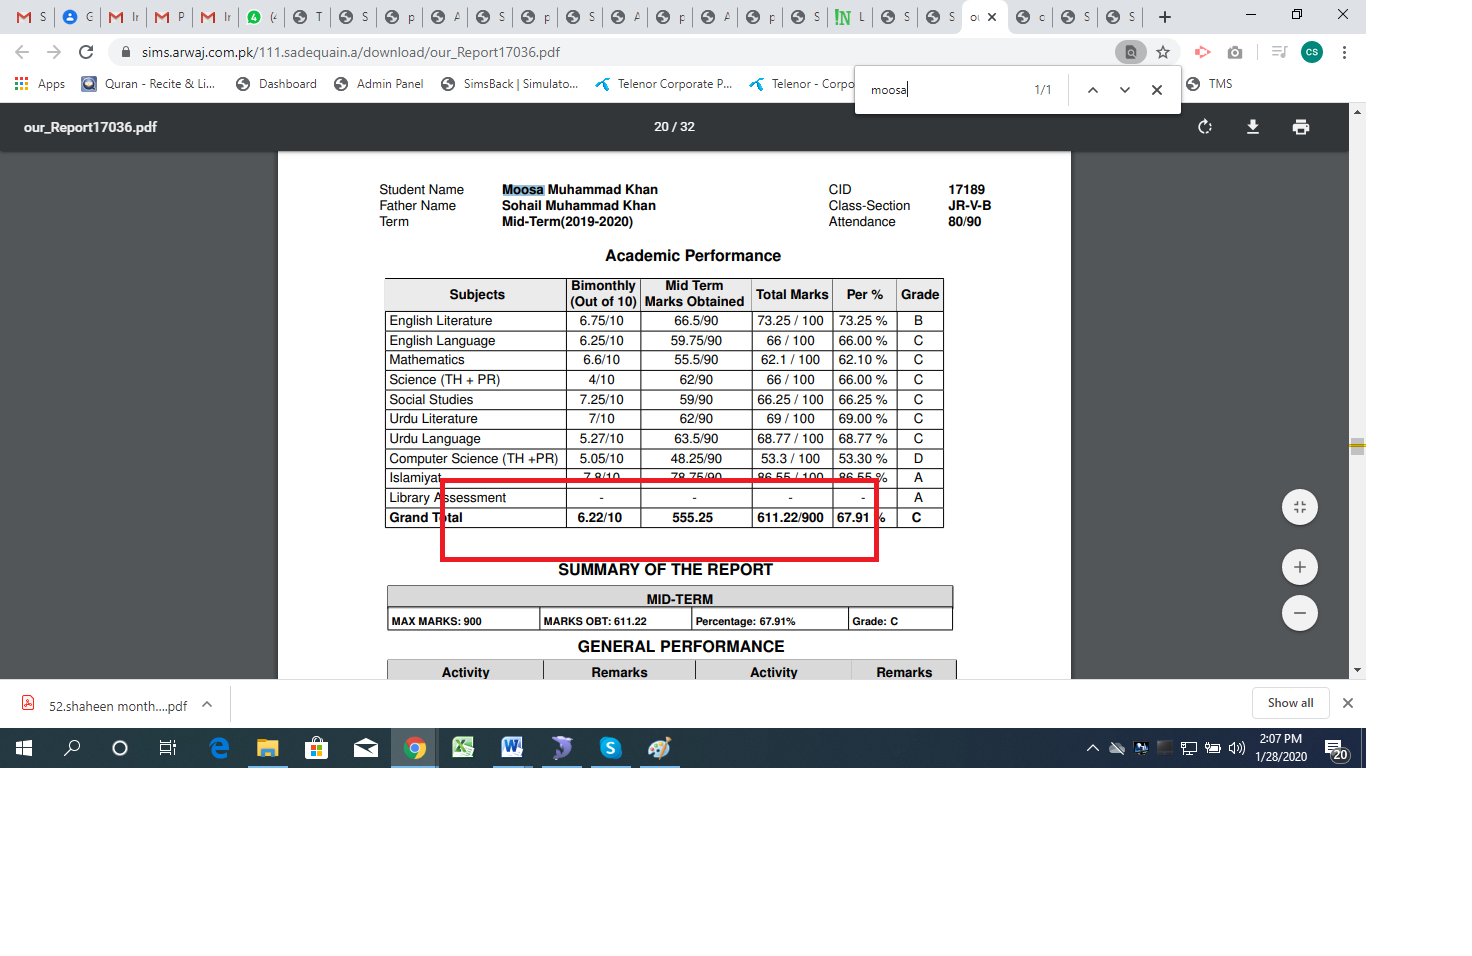 S G Ir P Ir (4 T S p A S p S A p A p S L S S ou c S S
sims.arwaj.com.pk/111.sadequain.a/download/our_Report17036.pdf CS
Apps Quran - Recite & Li... Dashboard Admin Panel SimsBack | Simulato... Telenor Corporate P... Telenor - Corpo TMS
moosa 1/1
our_Report17036.pdf 20 / 32
Student Name Moosa Muhammad Khan CID 17189
Father Name Sohail Muhammad Khan Class-Section JR-V-B
Term Mid-Term(2019-2020) Attendance 80/90
Academic Performance
Subjects Bimonthly (Out of 10) Mid Term Marks Obtained Total Marks Per % Grade
English Literature 6.75/10 66.5/90 73.25 / 100 73.25 % B
English Language 6.25/10 59.75/90 66 / 100 66.00 % C
Mathematics 6.6/10 55.5/90 62.1 / 100 62.10 % C
Science (TH + PR) 4/10 62/90 66 / 100 66.00 % C
Social Studies 7.25/10 59/90 66.25 / 100 66.25 % C
Urdu Literature 7/10 62/90 69 / 100 69.00 % C
Urdu Language 5.27/10 63.5/90 68.77 / 100 68.77 % C
Computer Science (TH +PR) 5.05/10 48.25/90 53.3 / 100 53.30 % D
Islamiyat 7.8/10 78.75/90 86.55 / 100 86.55 % A
Library Assessment - - - - A
Grand Total 6.22/10 555.25 611.22/900 67.91 % C
SUMMARY OF THE REPORT
MID-TERM
MAX MARKS: 900 MARKS OBT: 611.22 Percentage: 67.91% Grade: C
GENERAL PERFORMANCE
Activity Remarks Activity Remarks
52.shaheen month....pdf Show all
2:07 PM
1/28/2020 20